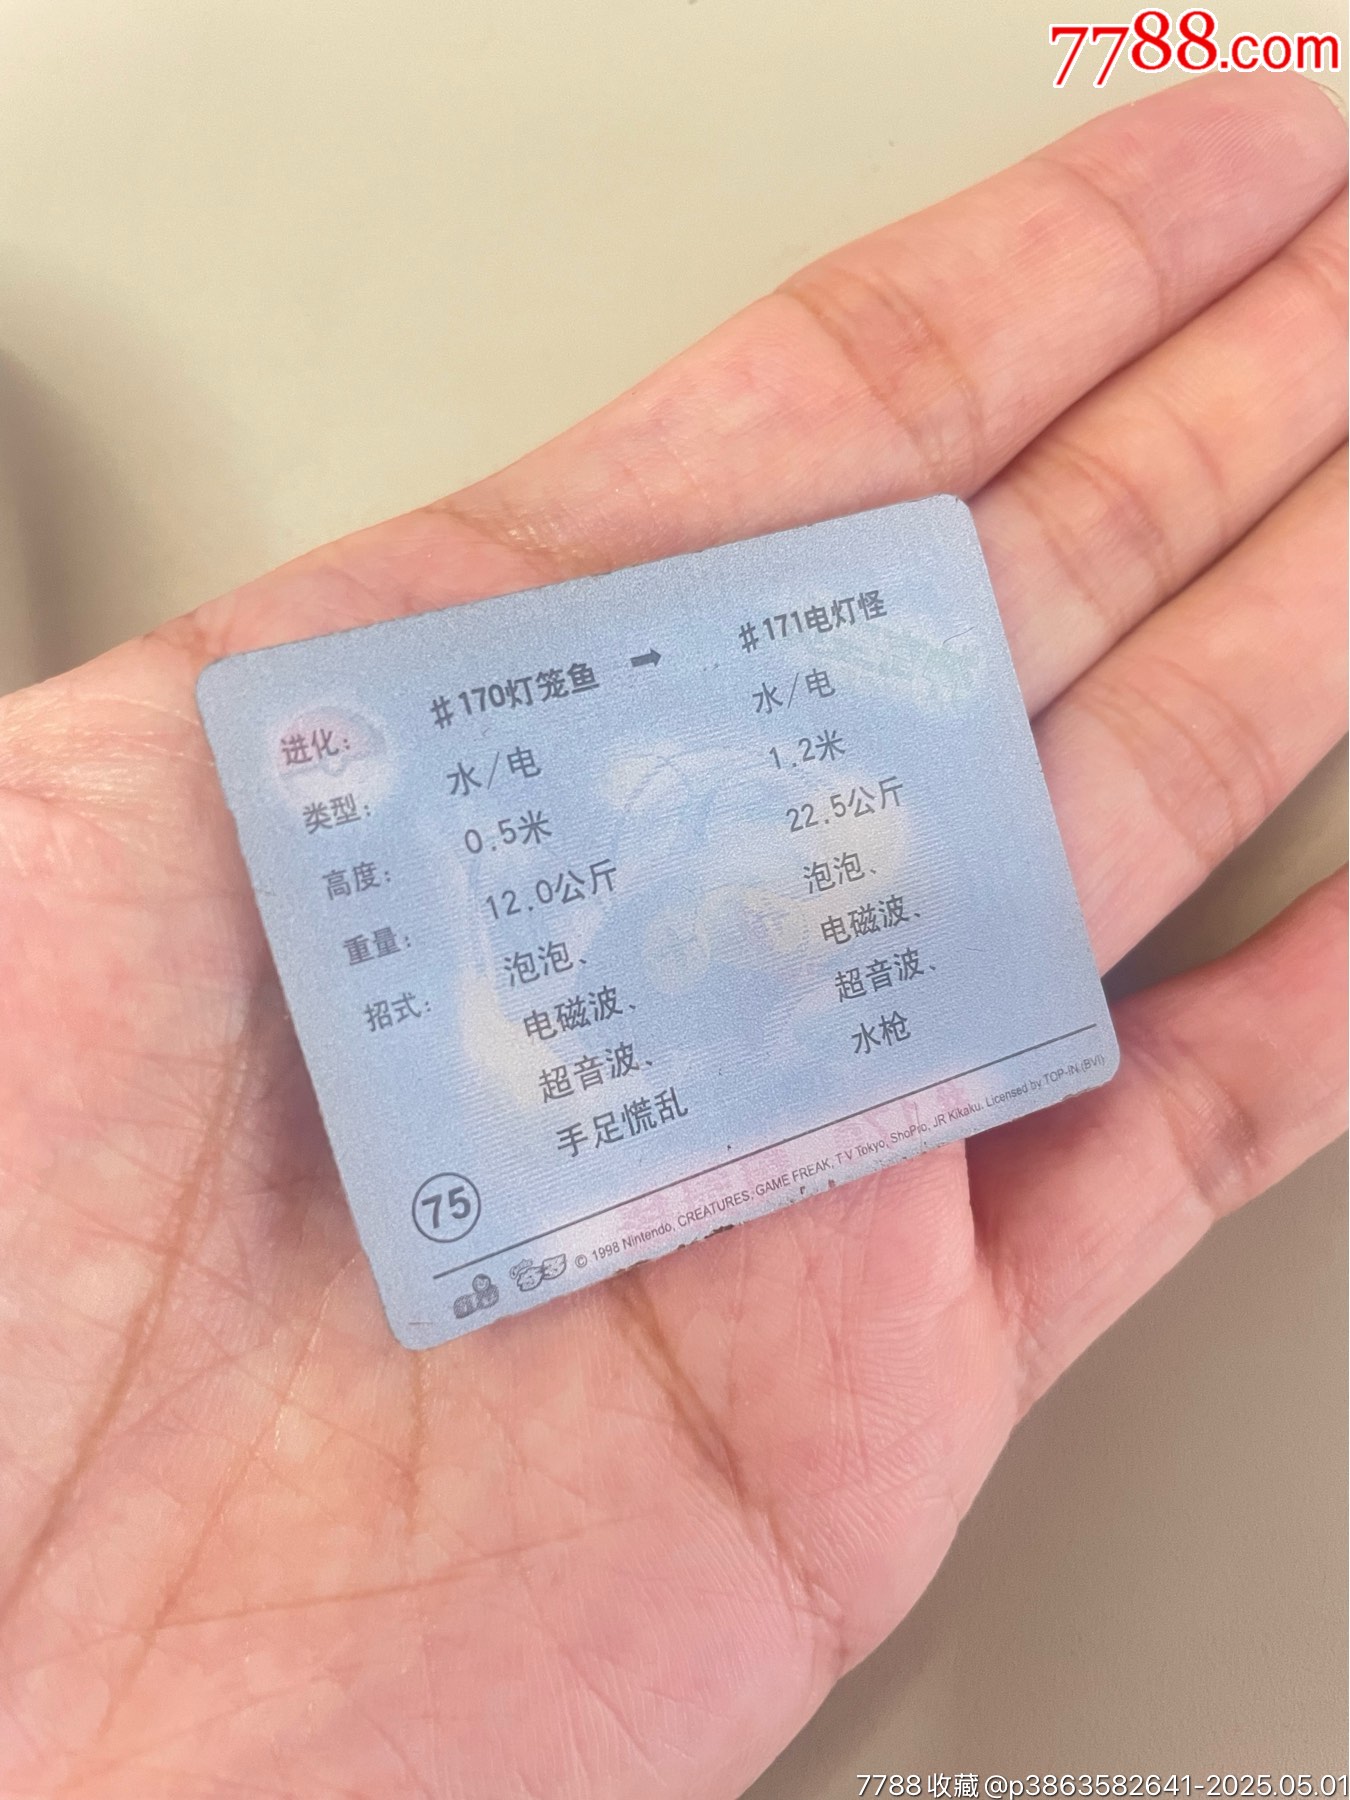 7788.com
进化： #170灯笼鱼 ➡ #171电灯怪
类型： 水/电 水/电
高度： 0.5米 1.2米
重量： 12.0公斤 22.5公斤
招式： 泡泡、 泡泡、
电磁波、 电磁波、
超音波、 超音波、
手足慌乱 水枪
75
© 1998 Nintendo, CREATURES, GAME FREAK, TV Tokyo, ShoPro, JR Kikaku. Licensed by TOP-IN (BVI)
7788收藏@p3863582641-2025.05.01